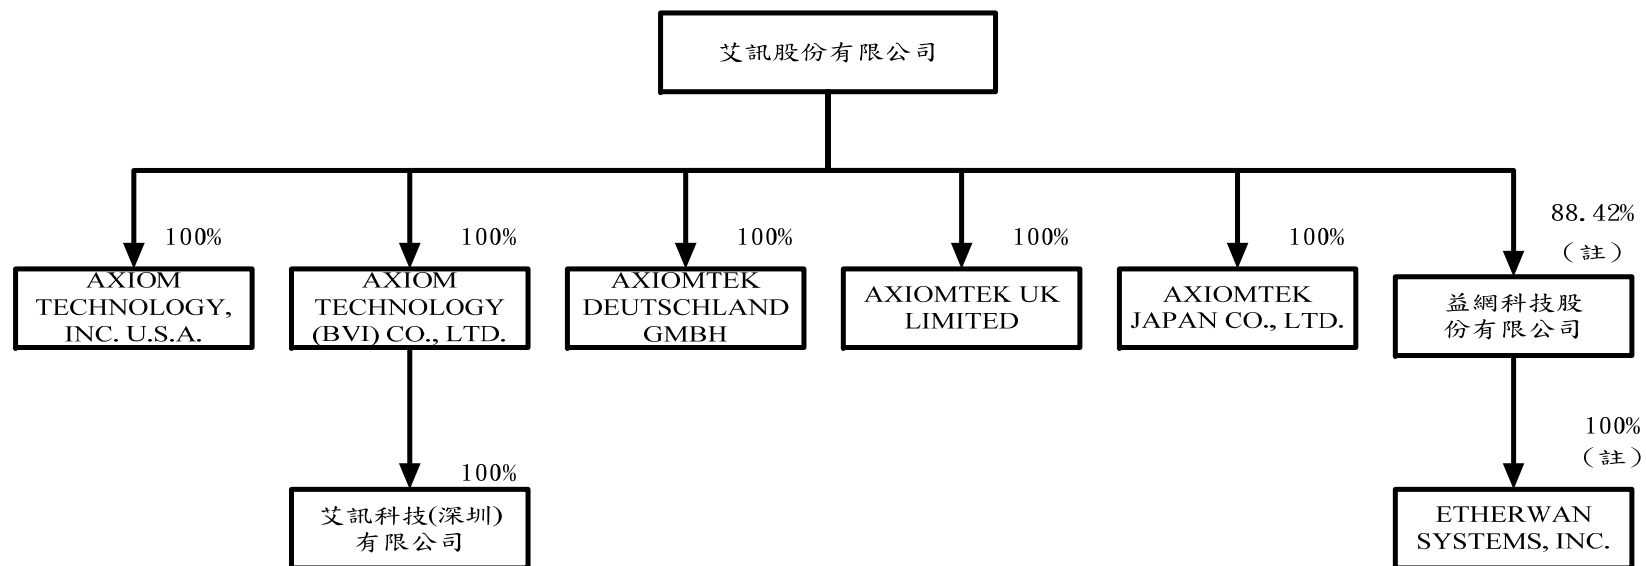 艾訊股份有限公司
100%
100%
100%
100%
100%
88.42%
（註）
AXIOM
TECHNOLOGY,
INC. U.S.A.
AXIOM
TECHNOLOGY
(BVI) CO., LTD.
AXIOMTEK
DEUTSCHLAND
GMBH
AXIOMTEK UK
LIMITED
AXIOMTEK
JAPAN CO., LTD.
益網科技股
份有限公司
100%
100%
（註）
艾訊科技(深圳)
有限公司
ETHERWAN
SYSTEMS, INC.